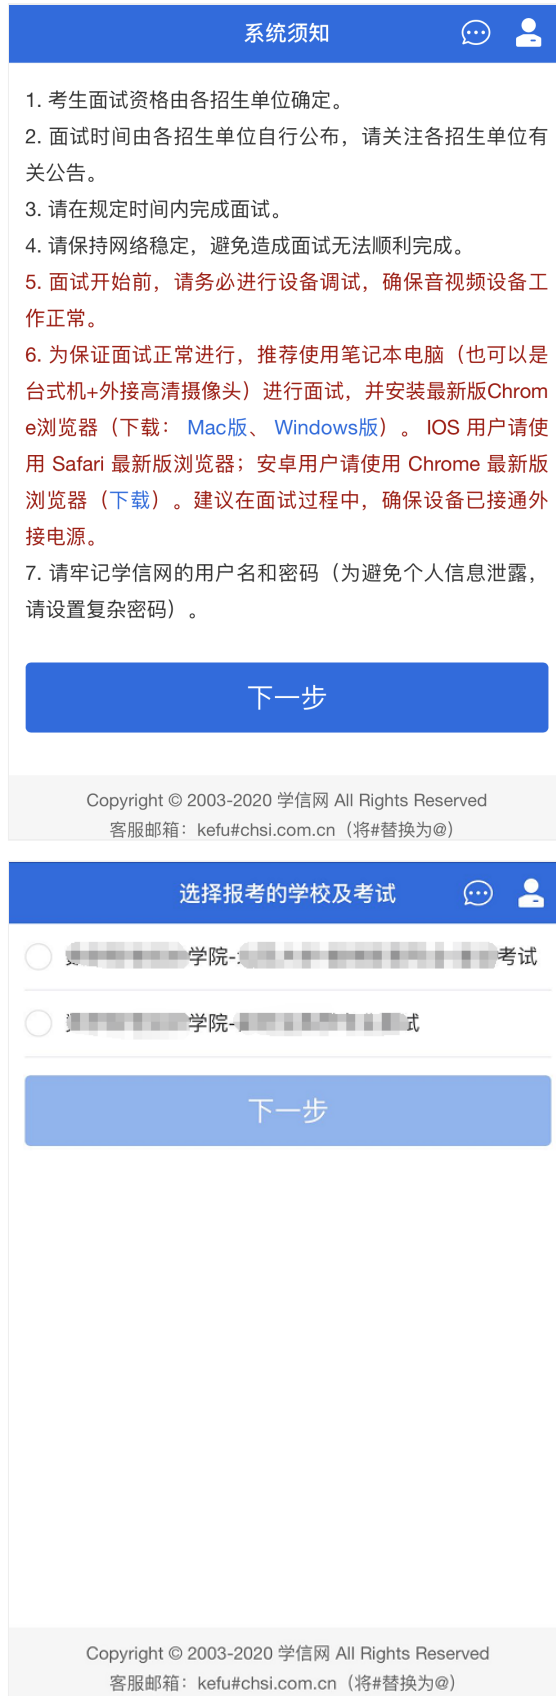 系统须知
1. 考生面试资格由各招生单位确定。
2. 面试时间由各招生单位自行公布，请关注各招生单位有
关公告。
3. 请在规定时间内完成面试。
4. 请保持网络稳定，避免造成面试无法顺利完成。
5. 面试开始前，请务必进行设备调试，确保音视频设备工
作正常。
6. 为保证面试正常进行，推荐使用笔记本电脑（也可以是
台式机+外接高清摄像头）进行面试，并安装最新版Chrom
e浏览器（下载： Mac版、 Windows版）。 IOS 用户请使
用 Safari 最新版浏览器；安卓用户请使用 Chrome 最新版
浏览器（下载）。建议在面试过程中，确保设备已接通外
接电源。
7. 请牢记学信网的用户名和密码（为避免个人信息泄露，
请设置复杂密码）。
下一步
Copyright © 2003-2020 学信网 All Rights Reserved
客服邮箱：kefu#chsi.com.cn（将#替换为@）
选择报考的学校及考试
学院-考试
学院-试
下一步
Copyright © 2003-2020 学信网 All Rights Reserved
客服邮箱：kefu#chsi.com.cn（将#替换为@）